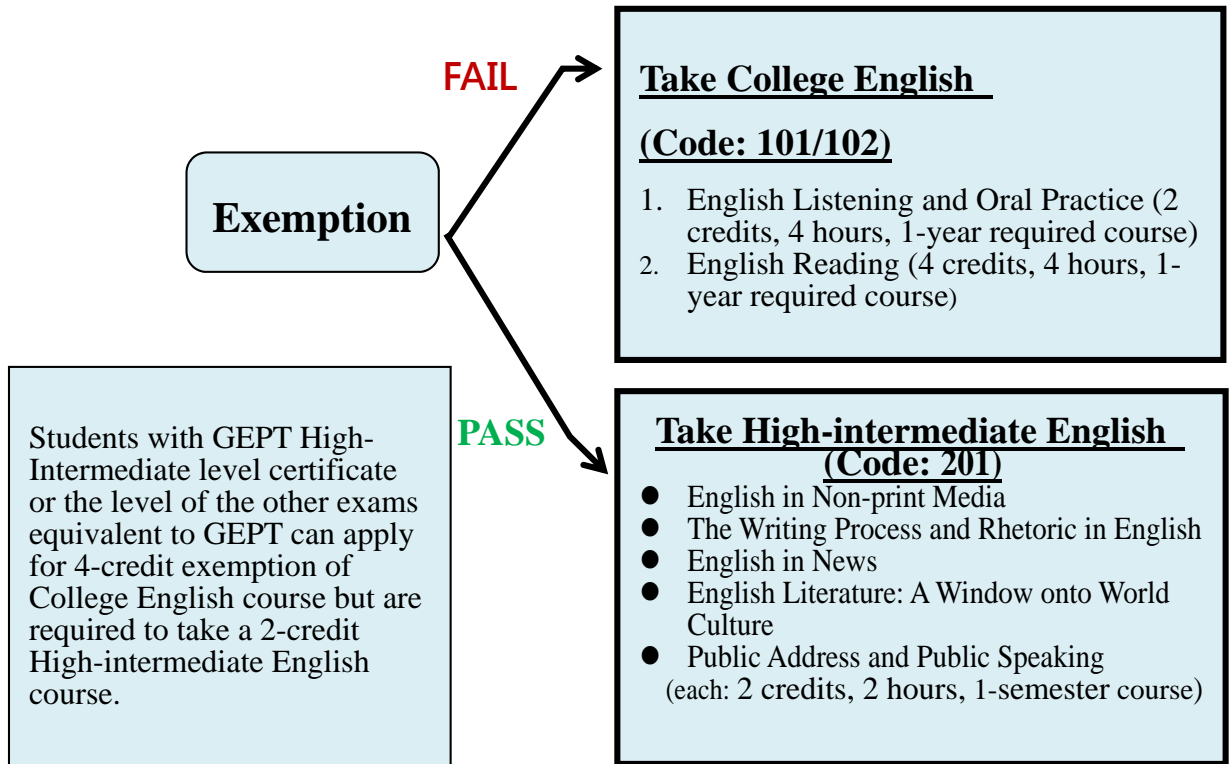 FAIL
Exemption
Take College English
(Code: 101/102)
1. English Listening and Oral Practice (2
credits, 4 hours, 1-year required course)
2. English Reading (4 credits, 4 hours, 1-
year required course)
Students with GEPT High-
Intermediate level certificate
or the level of the other exams
equivalent to GEPT can apply
for 4-credit exemption of
College English course but are
required to take a 2-credit
High-intermediate English
course.
PASS
Take High-intermediate English
(Code: 201)
● English in Non-print Media
● The Writing Process and Rhetoric in English
● English in News
● English Literature: A Window onto World
Culture
● Public Address and Public Speaking
(each: 2 credits, 2 hours, 1-semester course)